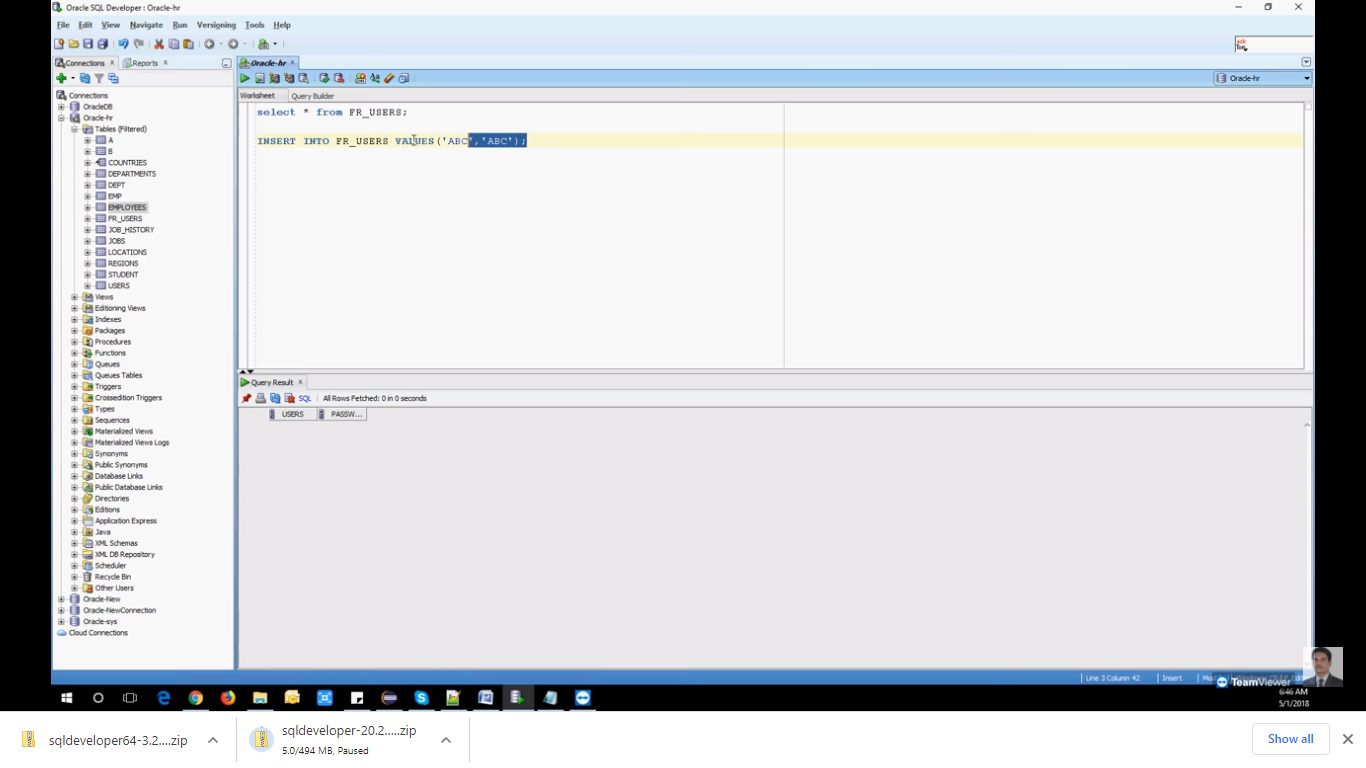 Oracle SQL Developer : Oracle-hr
File Edit View Navigate Run Versioning Tools Help
ask
Tom
Connections Reports Oracle-hr
Oracle-hr
Worksheet Query Builder
Connections
OracleDB
Oracle-hr
Tables (Filtered)
A
B
COUNTRIES
DEPARTMENTS
DEPT
EMP
EMPLOYEES
FR_USERS
JOB_HISTORY
JOBS
LOCATIONS
REGIONS
STUDENT
USERS
Views
Editioning Views
Indexes
Packages
Procedures
Functions
Queues
Queues Tables
Triggers
Crossedition Triggers
Types
Sequences
Materialized Views
Materialized Views Logs
Synonyms
Public Synonyms
Database Links
Public Database Links
Directories
Editions
Application Express
Java
XML Schemas
XML DB Repository
Scheduler
Recycle Bin
Other Users
Oracle-New
Oracle-NewConnection
Oracle-sys
Cloud Connections
select * from FR_USERS;
INSERT INTO FR_USERS VALUES('ABC','ABC');
Query Result
SQL | All Rows Fetched: 0 in 0 seconds
USERS PASSW...
Line 3 Column 42 Insert
TeamViewer
6:46 AM
5/1/2018
sqldeveloper64-3.2....zip
sqldeveloper-20.2.....zip
5.0/494 MB, Paused
Show all